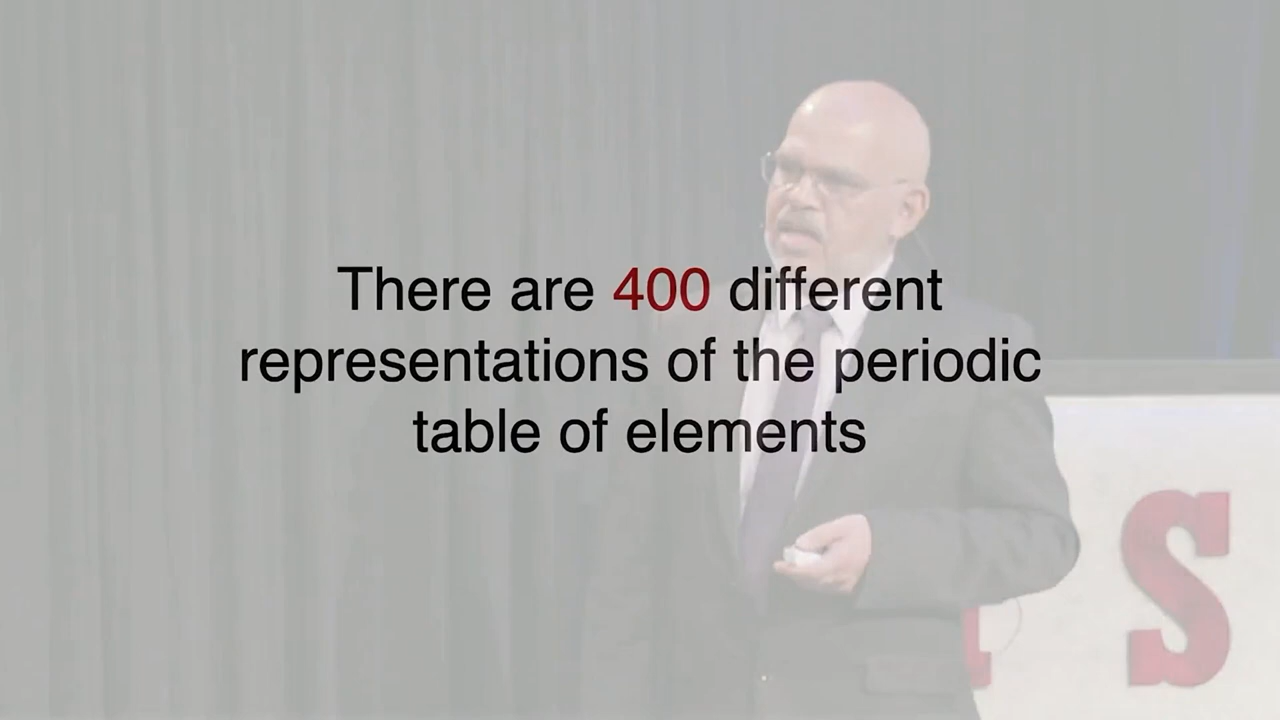 There are 400 different
representations of the periodic
table of elements
S